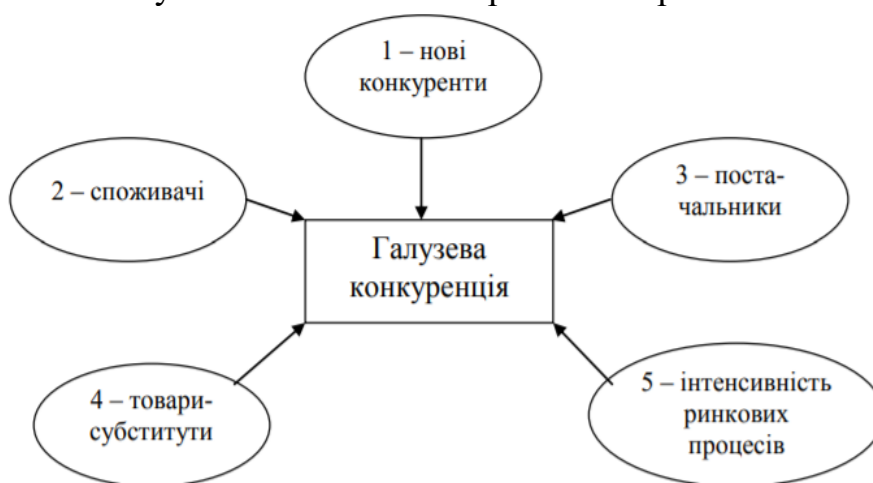 1 – нові
конкуренти
2 – споживачі
3 – поста-
чальники
Галузева
конкуренція
4 – товари-
субститути
5 – інтенсивність
ринкових
процесів